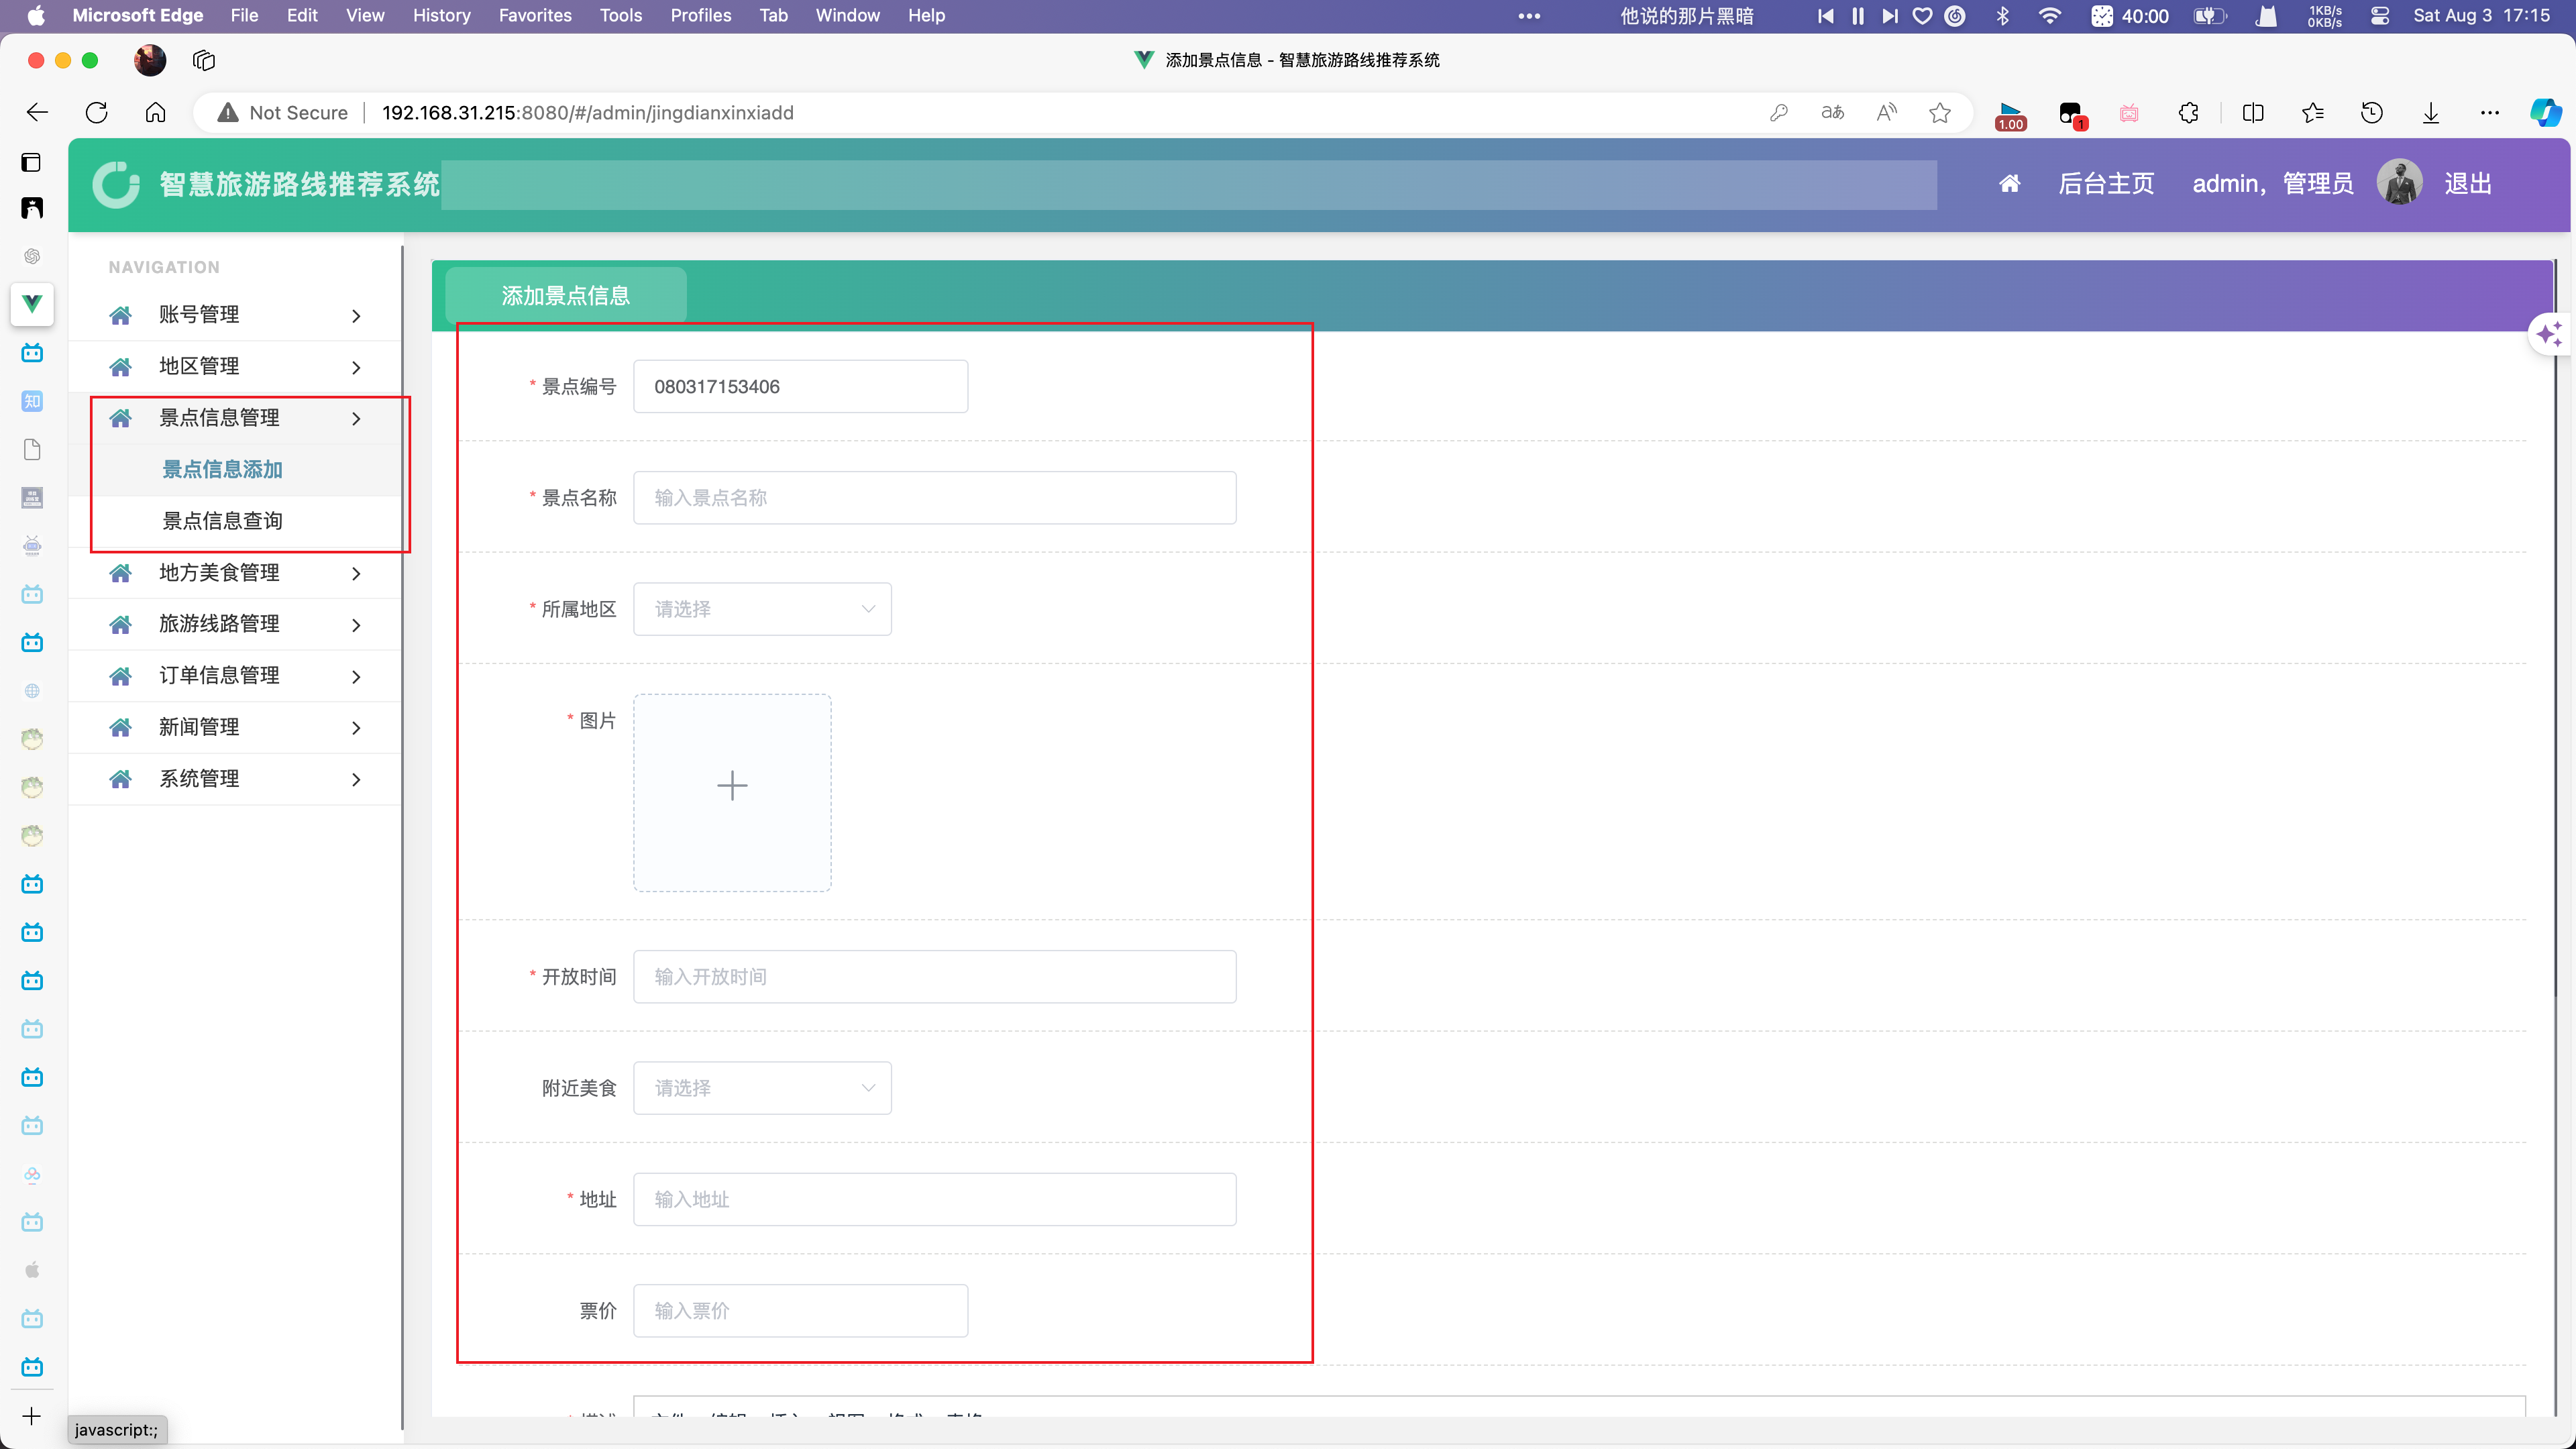 Microsoft Edge File Edit View History Favorites Tools Profiles Tab Window Help ••• 他说的那片黑暗 40:00 1KB/s 0KB/s Sat Aug 3 17:15
添加景点信息 - 智慧旅游路线推荐系统
Not Secure 192.168.31.215:8080/#/admin/jingdianxinxiadd
1.00 1
智慧旅游路线推荐系统 后台主页 admin，管理员 退出
NAVIGATION
账号管理
地区管理
景点信息管理
景点信息添加
景点信息查询
地方美食管理
旅游线路管理
订单信息管理
新闻管理
系统管理
知
添加景点信息
* 景点编号 080317153406
* 景点名称 输入景点名称
* 所属地区 请选择
* 图片
* 开放时间 输入开放时间
附近美食 请选择
* 地址 输入地址
票价 输入票价
javascript:;